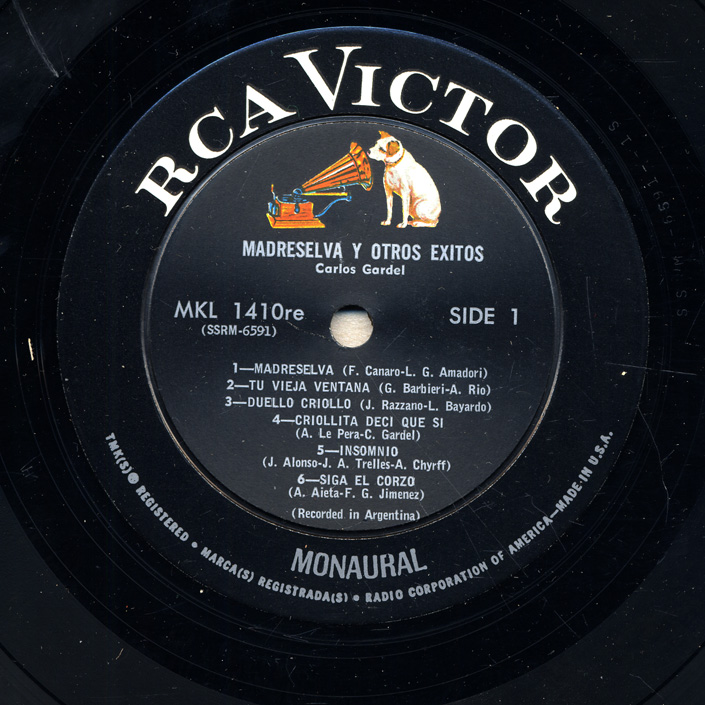 RCA VICTOR
MADRESELVA Y OTROS EXITOS
Carlos Gardel
MKL 1410re
(SSRM-6591)
SIDE 1
1—MADRESELVA (F. Canaro-L. G. Amadori)
2—TU VIEJA VENTANA (G. Barbieri-A. Rio)
3—DUELLO CRIOLLO (J. Razzano-L. Bayardo)
4—CRIOLLITA DECI QUE SI
(A. Le Pera-C. Gardel)
5—INSOMNIO
(J. Alonso-J. A. Trelles-A. Chyrff)
6—SIGA EL CORZO
(A. Aieta-F. G. Jimenez)
(Recorded in Argentina)
MONAURAL
TMK(S) ® REGISTERED • MARCA(S) REGISTRADA(S) • RADIO CORPORATION OF AMERICA—MADE IN U.S.A.